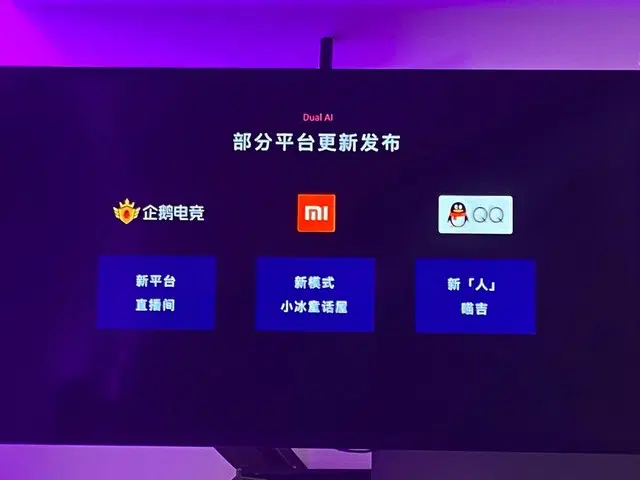 Dual AI
部分平台更新发布
企鹅电竞
mi
QQ
新平台
直播间
新模式
小冰童话屋
新「人」
喵吉